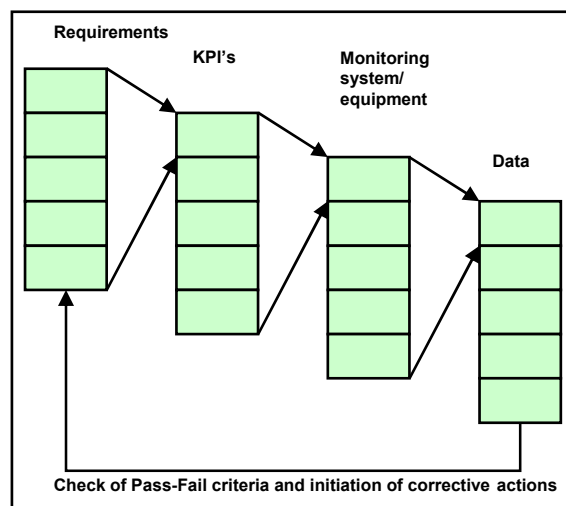 Requirements
KPI's
Monitoring
system/
equipment
Data
Check of Pass-Fail criteria and initiation of corrective actions